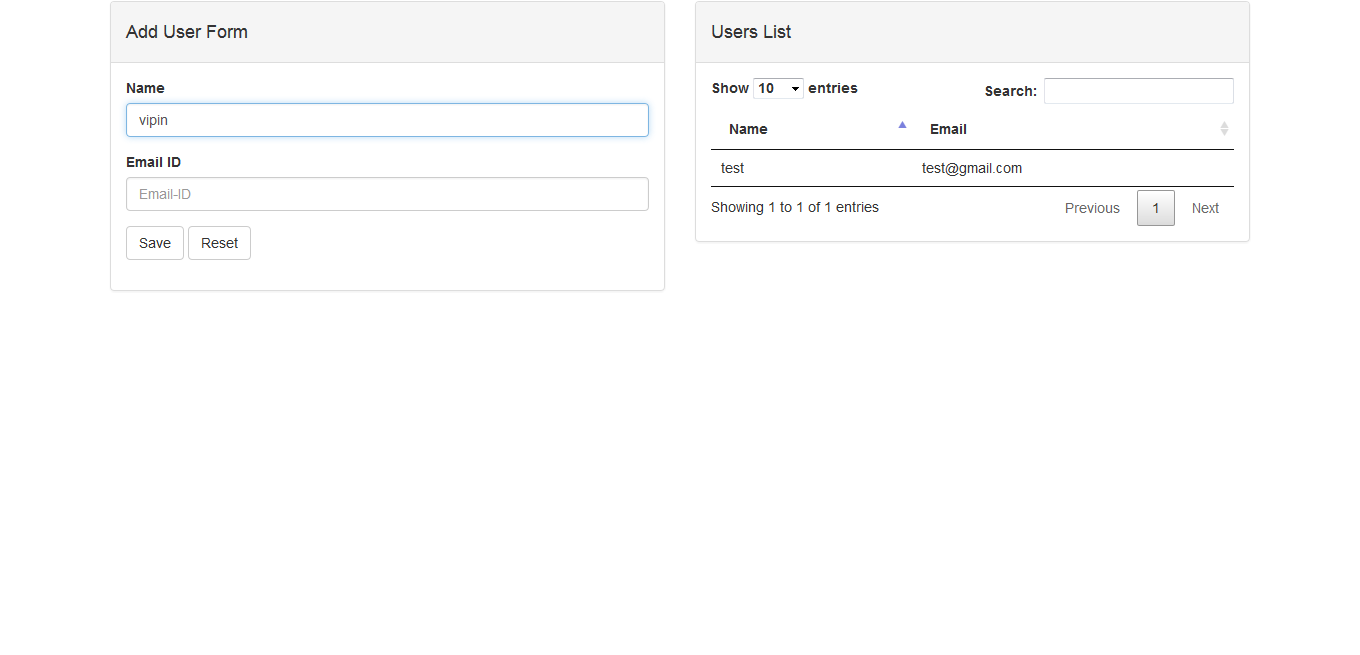 Add User Form
Name
vipin
Email ID
Email-ID
Save Reset
Users List
Show 10 entries Search:
Name Email
test test@gmail.com
Showing 1 to 1 of 1 entries Previous 1 Next